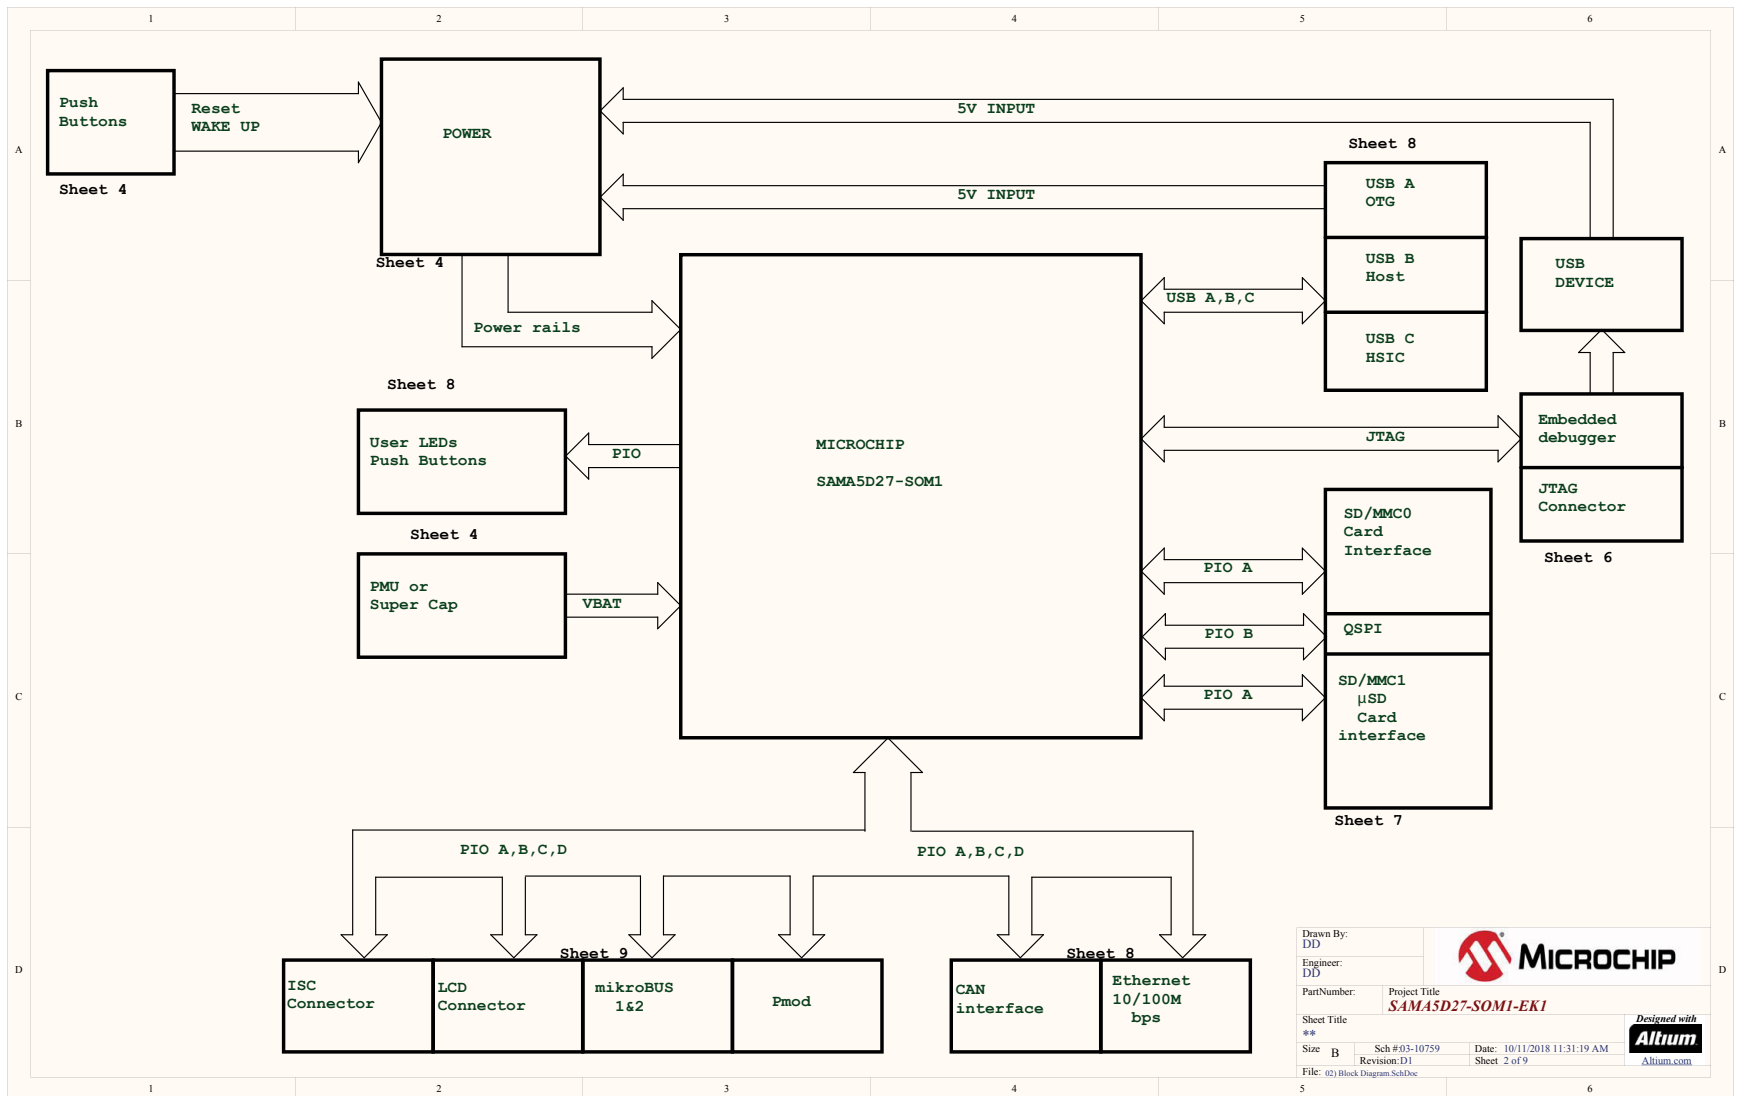 1 2 3 4 5 6
A A
B B
C C
D D
Push
Buttons
Sheet 4
Reset
WAKE UP
POWER
Sheet 4
5V INPUT
5V INPUT
Sheet 8
USB A
OTG
USB B
Host
USB C
HSIC
USB A,B,C
USB
DEVICE
Power rails
Sheet 8
User LEDs
Push Buttons
PIO
MICROCHIP
SAMA5D27-SOM1
JTAG
Embedded
debugger
JTAG
Connector
Sheet 6
Sheet 4
PMU or
Super Cap
VBAT
PIO A
PIO B
PIO A
SD/MMC0
Card
Interface
QSPI
SD/MMC1
µSD
Card
interface
Sheet 7
PIO A,B,C,D
PIO A,B,C,D
Sheet 9
Sheet 8
ISC
Connector
LCD
Connector
mikroBUS
1&2
Pmod
CAN
interface
Ethernet
10/100M
bps
Drawn By:
DD
Engineer:
DD
MICROCHIP
®
PartNumber:
Project Title
SAMA5D27-SOM1-EK1
Sheet Title
**
Designed with
Altium
Altium.com
Size B
Sch #:03-10759
Date: 10/11/2018 11:31:19 AM
Revision:D1
Sheet 2 of 9
File: 02) Block Diagram.SchDoc
1 2 3 4 5 6